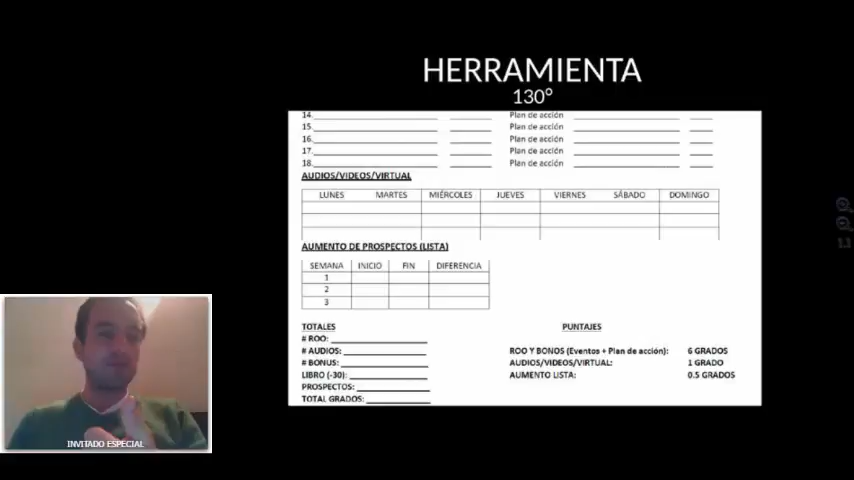 HERRAMIENTA
130°
14. Plan de acción
15. Plan de acción
16. Plan de acción
17. Plan de acción
18. Plan de acción
AUDIOS/VIDEOS/VIRTUAL
LUNES MARTES MIÉRCOLES JUEVES VIERNES SÁBADO DOMINGO
AUMENTO DE PROSPECTOS (LISTA)
SEMANA INICIO FIN DIFERENCIA
1
2
3
TOTALES PUNTAJES
# ROO:
# AUDIOS: ROO Y BONOS (Eventos + Plan de acción): 6 GRADOS
# BONUS: AUDIOS/VIDEOS/VIRTUAL: 1 GRADO
LIBRO (-30): AUMENTO LISTA: 0.5 GRADOS
PROSPECTOS:
TOTAL GRADOS:
INVITADO ESPECIAL